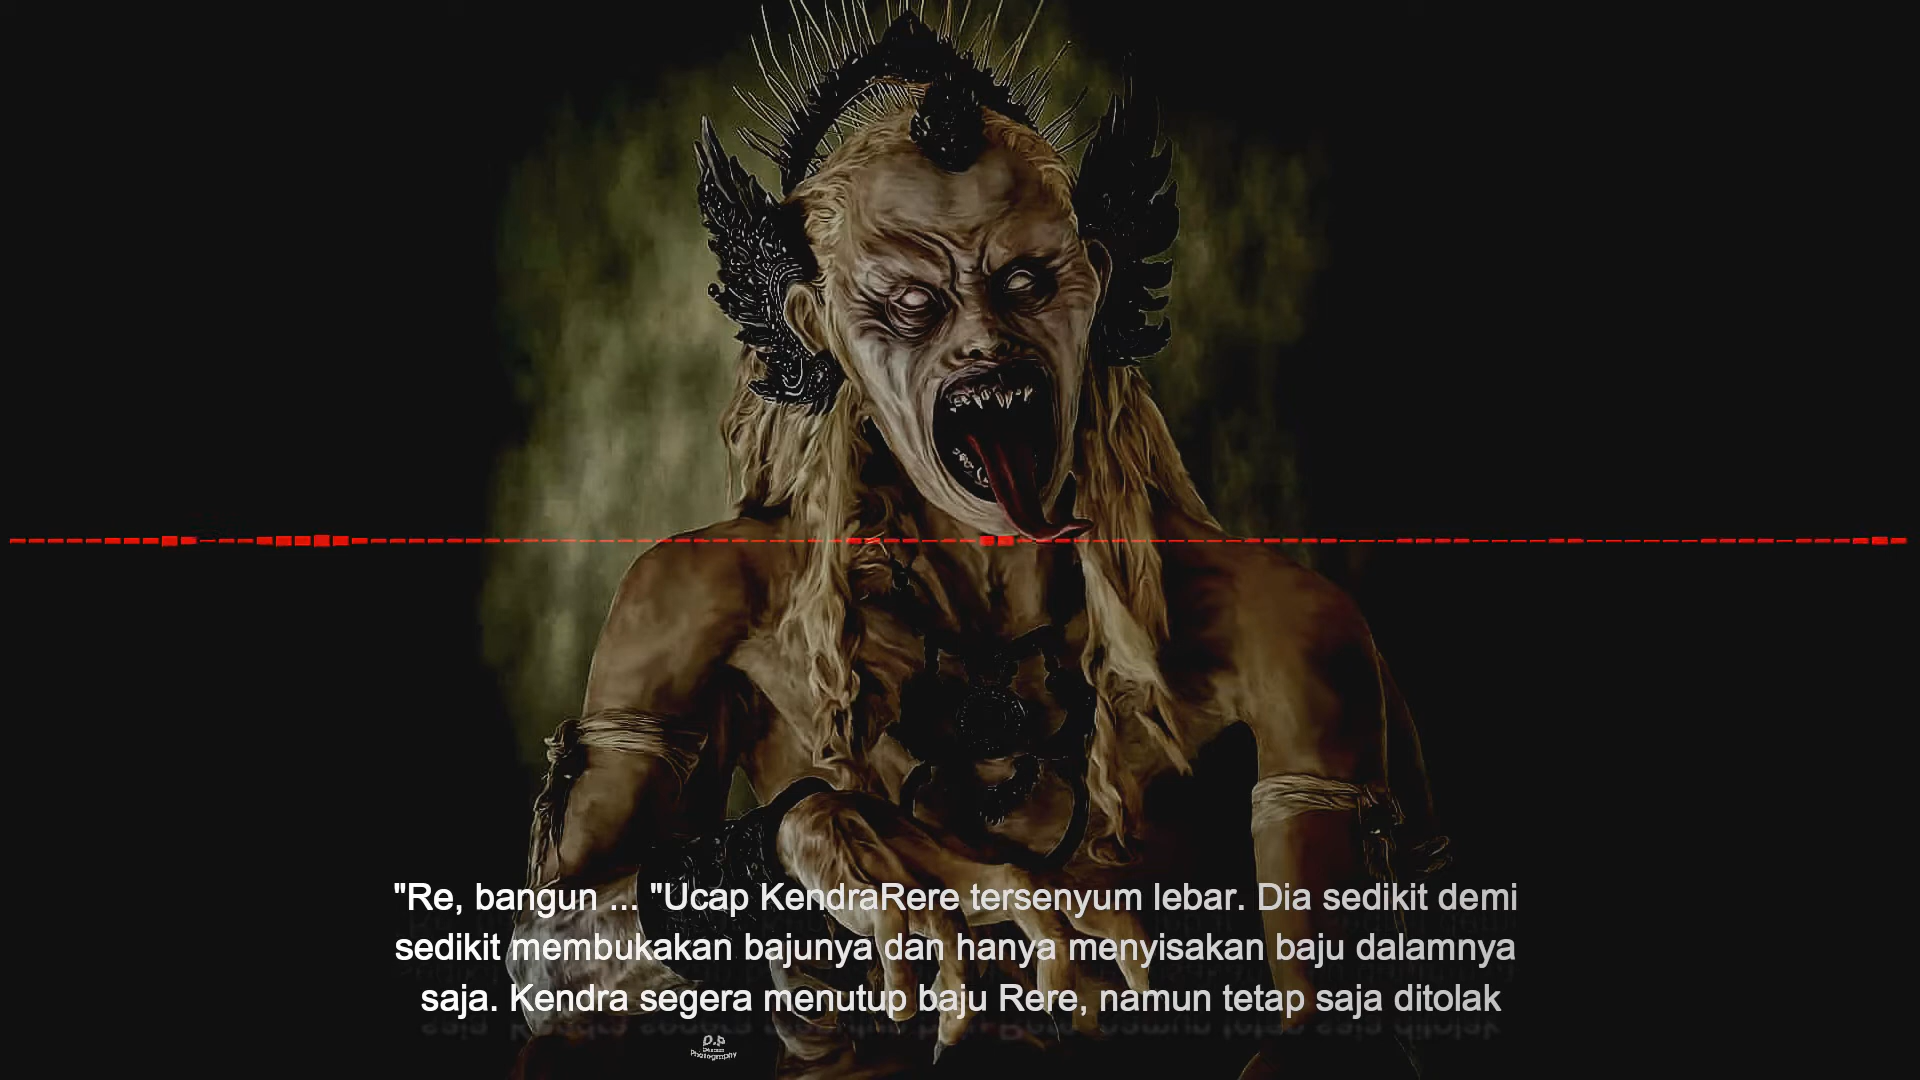 "Re, bangun ... "Ucap KendraRere tersenyum lebar. Dia sedikit demi
sedikit membukakan bajunya dan hanya menyisakan baju dalamnya
saja. Kendra segera menutup baju Rere, namun tetap saja ditolak
D.P
Photography